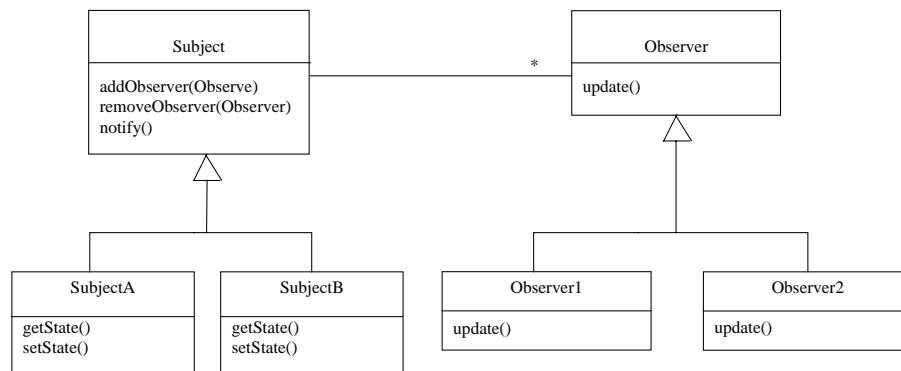 Subject
addObserver(Observe)
removeObserver(Observer)
notify()
*
Observer
update()
SubjectA
getState()
setState()
SubjectB
getState()
setState()
Observer1
update()
Observer2
update()